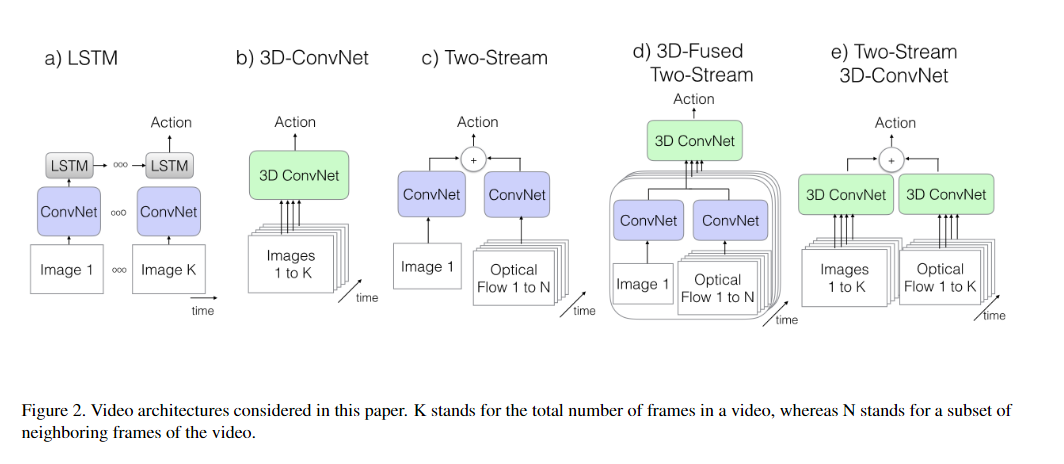 a) LSTM
Action
LSTM
LSTM
ConvNet
ConvNet
Image 1
Image K
time
b) 3D-ConvNet
Action
3D ConvNet
Images
1 to K
time
c) Two-Stream
Action
+
ConvNet
ConvNet
Image 1
Optical
Flow 1 to N
time
d) 3D-Fused
Two-Stream
Action
3D ConvNet
ConvNet
ConvNet
Image 1
Optical
Flow 1 to N
time
e) Two-Stream
3D-ConvNet
Action
+
3D ConvNet
3D ConvNet
Images
1 to K
Optical
Flow 1 to K
time
Figure 2. Video architectures considered in this paper. K stands for the total number of frames in a video, whereas N stands for a subset of
neighboring frames of the video.